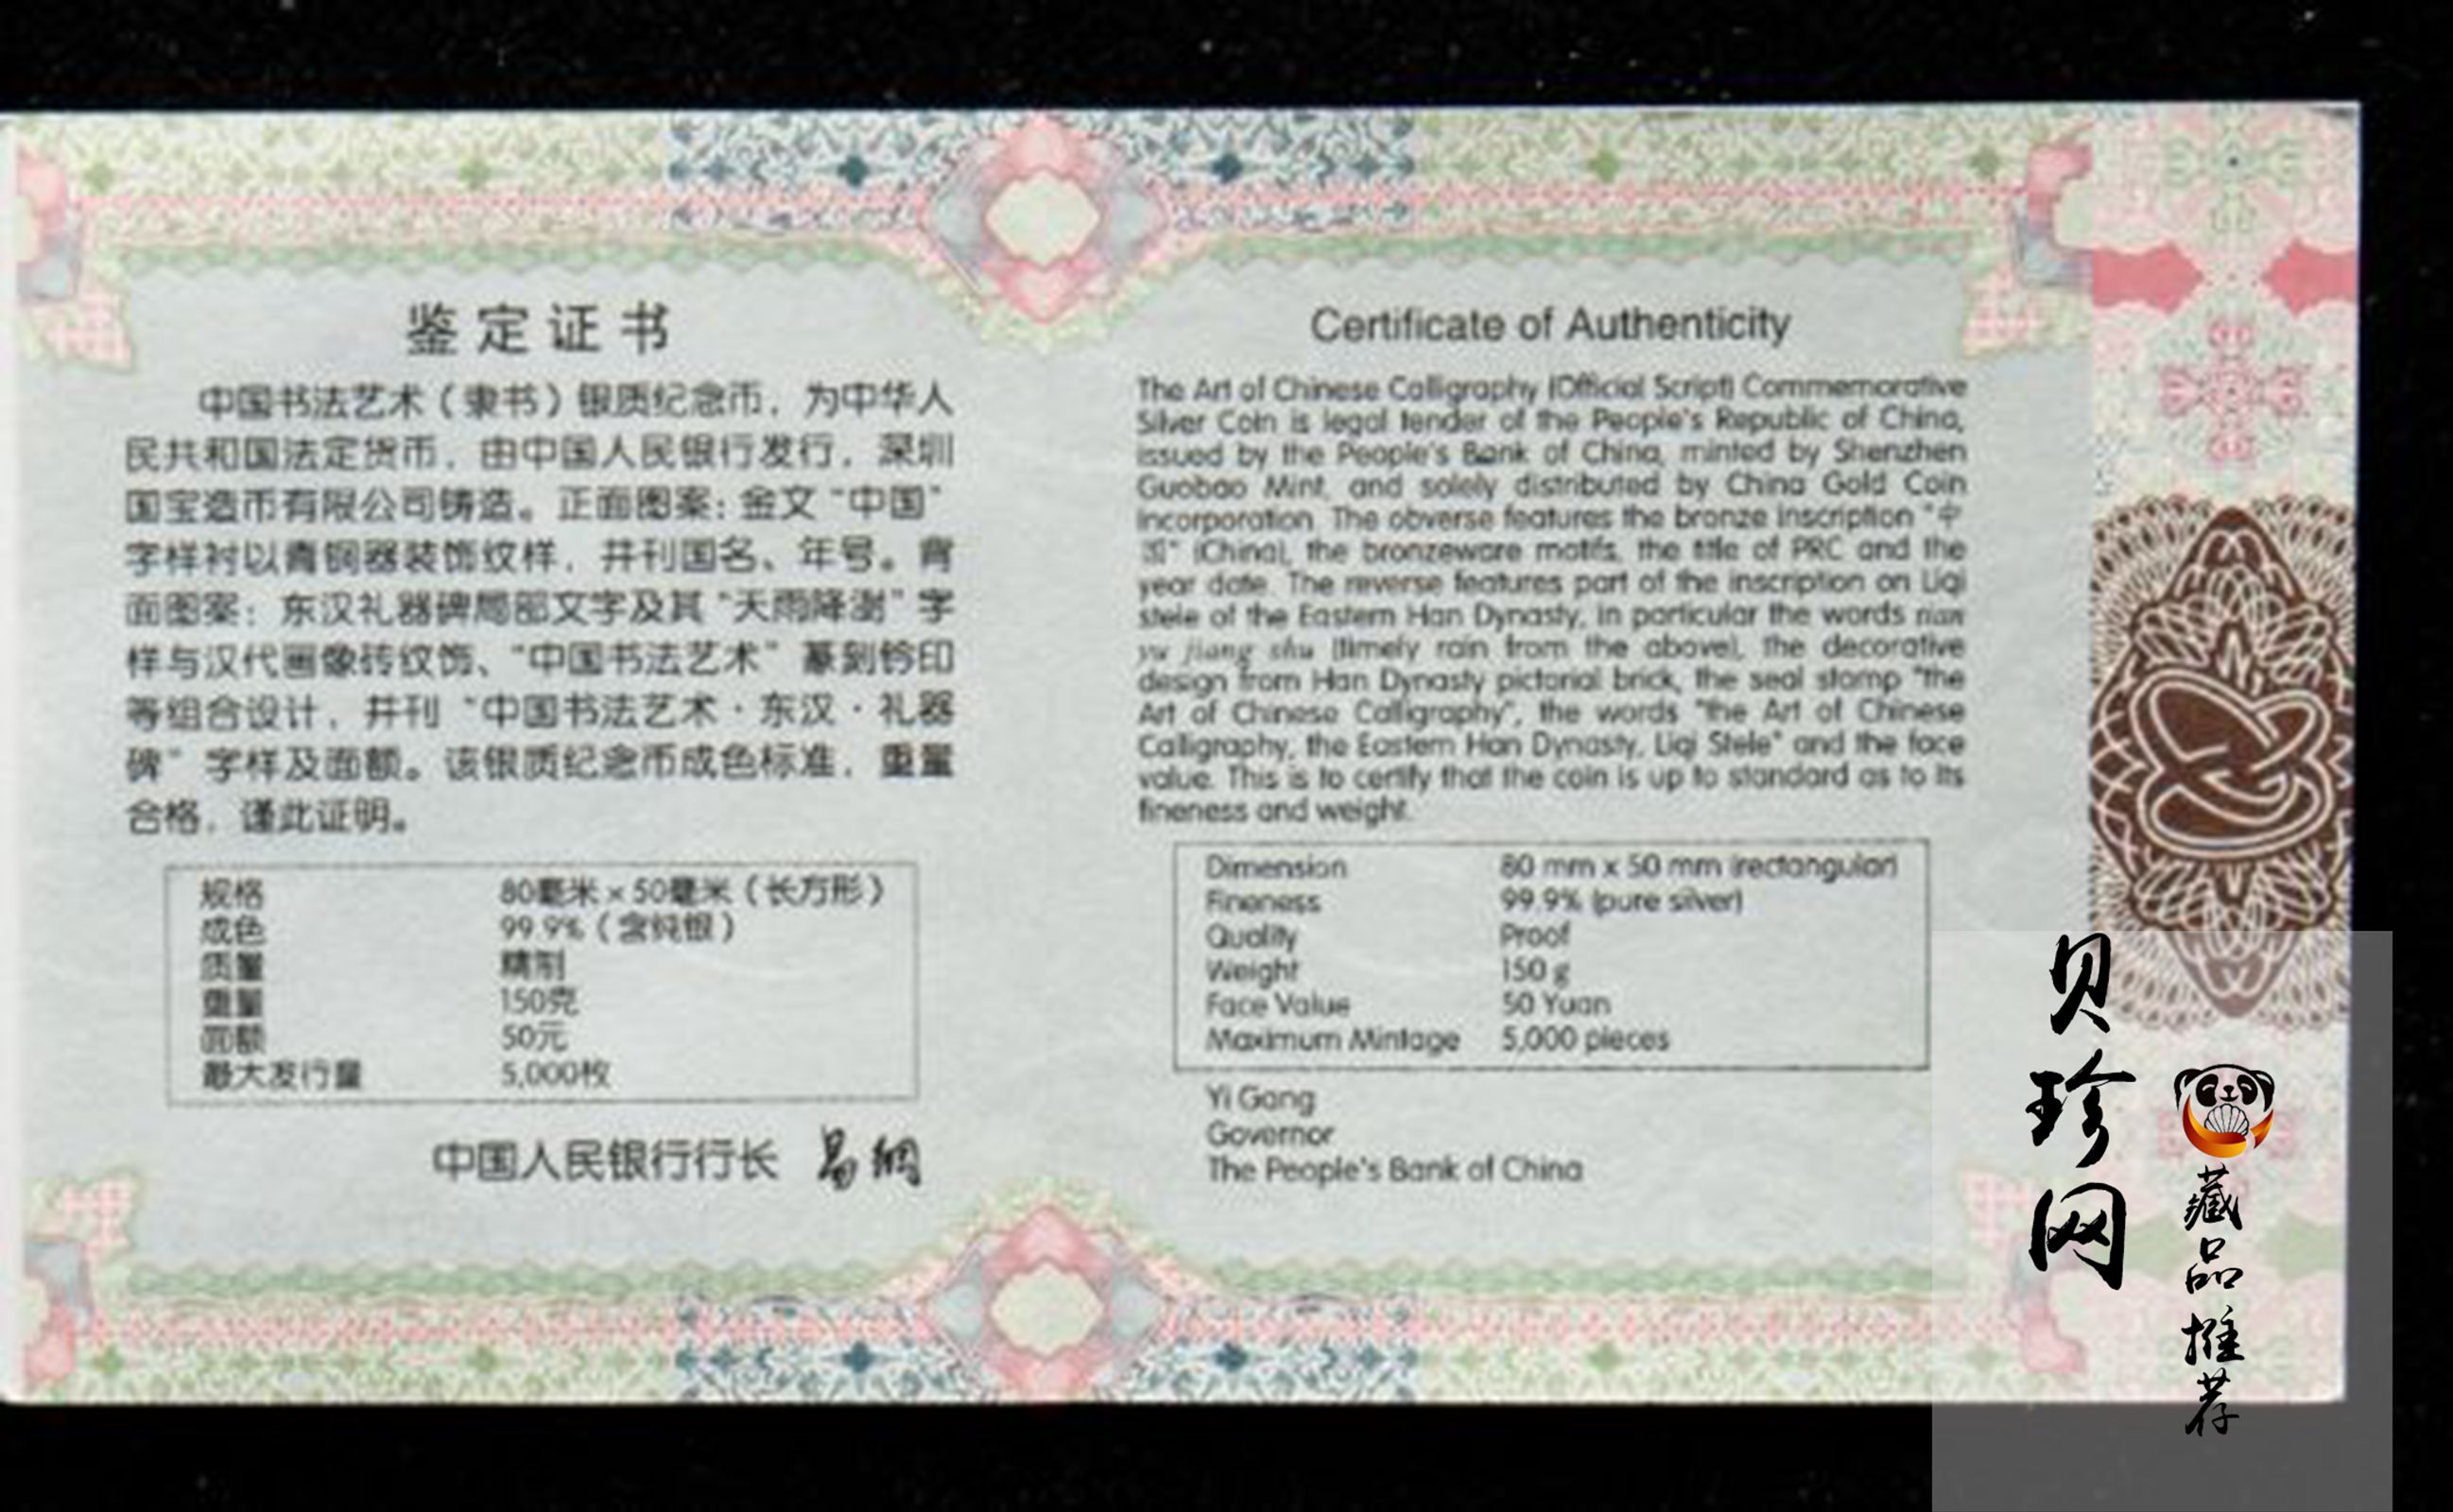 鉴定证书
中国书法艺术（隶书）银质纪念币，为中华人
民共和国法定货币，由中国人民银行发行，深圳
国宝造币有限公司铸造。正面图案：金文“中国”
字样衬以青铜器装饰纹样，并刊国名、年号。背
面图案：东汉礼器碑局部文字及其“天雨降澍”字
样与汉代画像砖纹饰、“中国书法艺术”篆刻钤印
等组合设计，并刊“中国书法艺术·东汉·礼器
碑”字样及面额。该银质纪念币成色标准，重量
合格，谨此证明。
规格 80毫米×50毫米（长方形）
成色 99.9%（含纯银）
质量 精制
重量 150克
面额 50元
最大发行量 5,000枚
中国人民银行行长 易纲
Certificate of Authenticity
The Art of Chinese Calligraphy (Official Script) Commemorative
Silver Coin is legal tender of the People's Republic of China,
issued by the People's Bank of China, minted by Shenzhen
Guobao Mint, and solely distributed by China Gold Coin
Incorporation. The obverse features the bronze inscription "中
国" (China), the bronzeware motifs, the title of PRC and the
year date. The reverse features part of the inscription on Liqi
stele of the Eastern Han Dynasty, in particular the words tian
yu jiang shu (timely rain from the above), the decorative
design from Han Dynasty pictorial brick, the seal stamp "the
Art of Chinese Calligraphy", the words "the Art of Chinese
Calligraphy, the Eastern Han Dynasty, Liqi Stele" and the face
value. This is to certify that the coin is up to standard as to its
fineness and weight.
Dimension 80 mm x 50 mm (rectangular)
Fineness 99.9% (pure silver)
Quality Proof
Weight 150 g
Face Value 50 Yuan
Maximum Mintage 5,000 pieces
Yi Gang
Governor
The People's Bank of China
贝珍网
藏品推荐